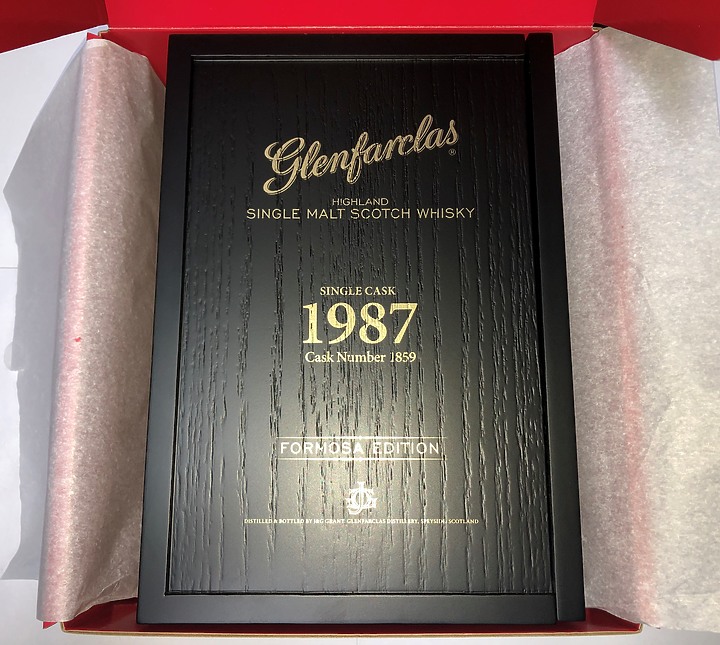 Glenfarclas®
HIGHLAND
SINGLE MALT SCOTCH WHISKY
SINGLE CASK
1987
Cask Number 1859
FORMOSA EDITION
JG
DISTILLED & BOTTLED BY J&G GRANT GLENFARCLAS DISTILLERY, SPEYSIDE, SCOTLAND